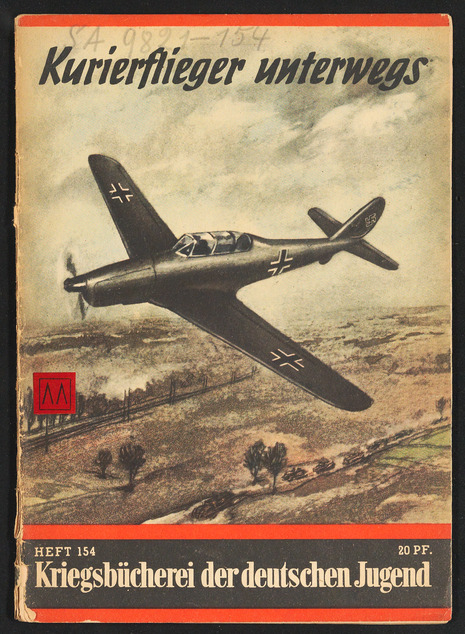 SA 9821-154
Kurierflieger unterwegs
HEFT 154
20 PF.
Kriegsbücherei der deutschen Jugend